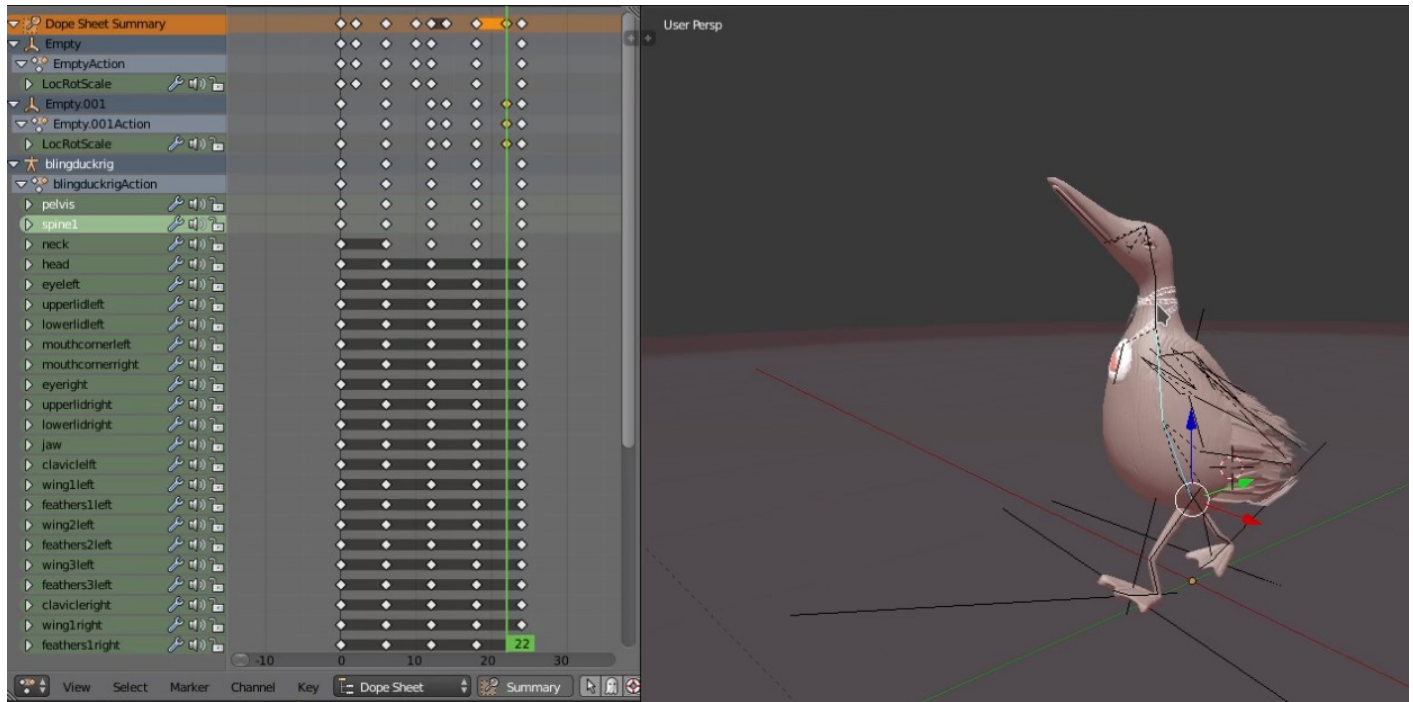 Dope Sheet Summary
Empty
EmptyAction
LocRotScale
Empty.001
Empty.001Action
LocRotScale
blingduckrig
blingduckrigAction
pelvis
spine1
neck
head
eyeleft
upperlidleft
lowerlidleft
mouthcornerleft
mouthcornerright
eyeright
upperlidright
lowerlidright
jaw
claviclelft
wing1left
feathers1left
wing2left
feathers2left
wing3left
feathers3left
clavicleright
wing1right
feathers1right
22
-10 0 10 20 30
View Select Marker Channel Key Dope Sheet Summary
User Persp